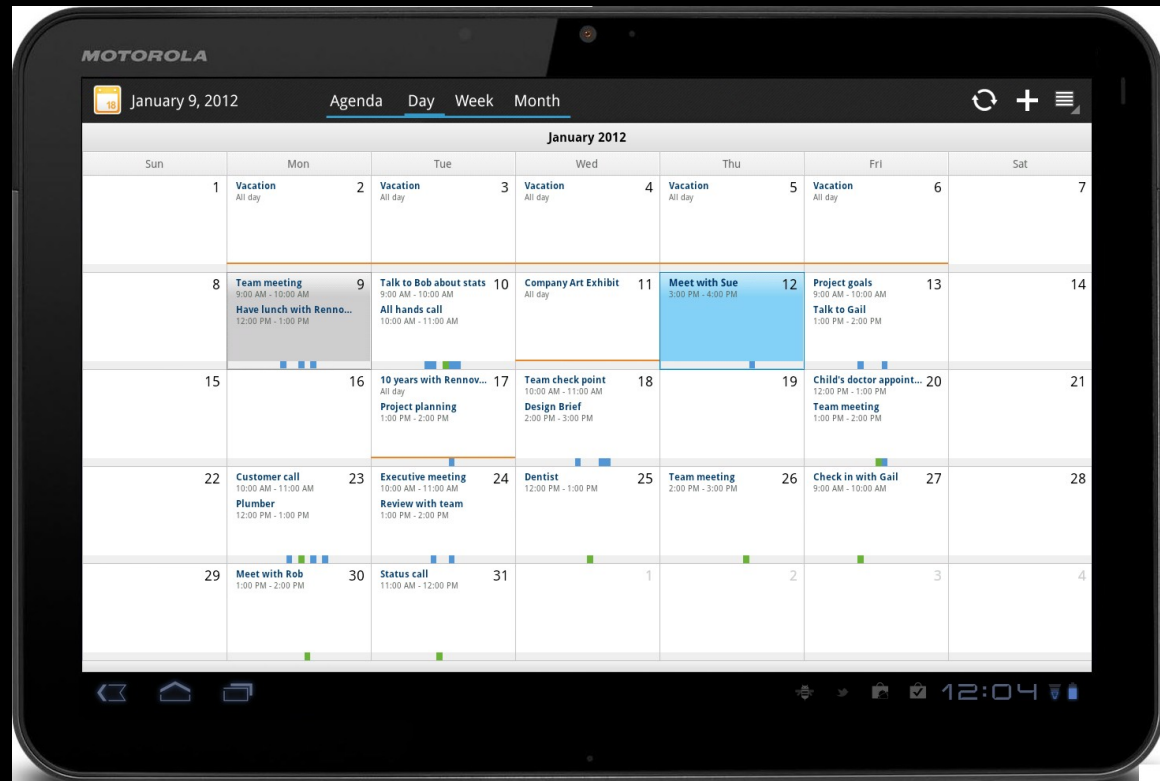 MOTOROLA
18 January 9, 2012 Agenda Day Week Month
January 2012
Sun Mon Tue Wed Thu Fri Sat
1
Vacation 2
All day
Vacation 3
All day
Vacation 4
All day
Vacation 5
All day
Vacation 6
All day
7
8
Team meeting 9
9:00 AM - 10:00 AM
Have lunch with Renno...
12:00 PM - 1:00 PM
Talk to Bob about stats 10
9:00 AM - 10:00 AM
All hands call
10:00 AM - 11:00 AM
Company Art Exhibit 11
All day
Meet with Sue 12
3:00 PM - 4:00 PM
Project goals 13
9:00 AM - 10:00 AM
Talk to Gail
1:00 PM - 2:00 PM
14
15
16
10 years with Rennov... 17
All day
Project planning
1:00 PM - 2:00 PM
Team check point 18
10:00 AM - 11:00 AM
Design Brief
2:00 PM - 3:00 PM
19
Child's doctor appoint... 20
12:00 PM - 1:00 PM
Team meeting
1:00 PM - 2:00 PM
21
22
Customer call 23
10:00 AM - 11:00 AM
Plumber
12:00 PM - 1:00 PM
Executive meeting 24
10:00 AM - 11:00 AM
Review with team
1:00 PM - 2:00 PM
Dentist 25
12:00 PM - 1:00 PM
Team meeting 26
2:00 PM - 3:00 PM
Check in with Gail 27
9:00 AM - 10:00 AM
28
29
Meet with Rob 30
1:00 PM - 2:00 PM
Status call 31
11:00 AM - 12:00 PM
1
2
3
4
12:04